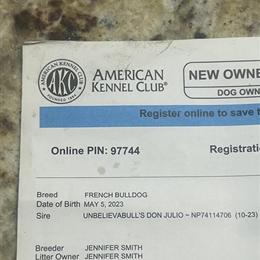 AMERICAN KENNEL CLUB
AKC
FOUNDED 1884
AMERICAN
KENNEL CLUB®
NEW OWNE
DOG OWN
Register online to save t
Online PIN: 97744
Registrati
Breed FRENCH BULLDOG
Date of Birth MAY 5, 2023
Sire UNBELIEVABULL'S DON JULIO ~ NP74114706 (10-23)
Breeder JENNIFER SMITH
Litter Owner JENNIFER SMITH